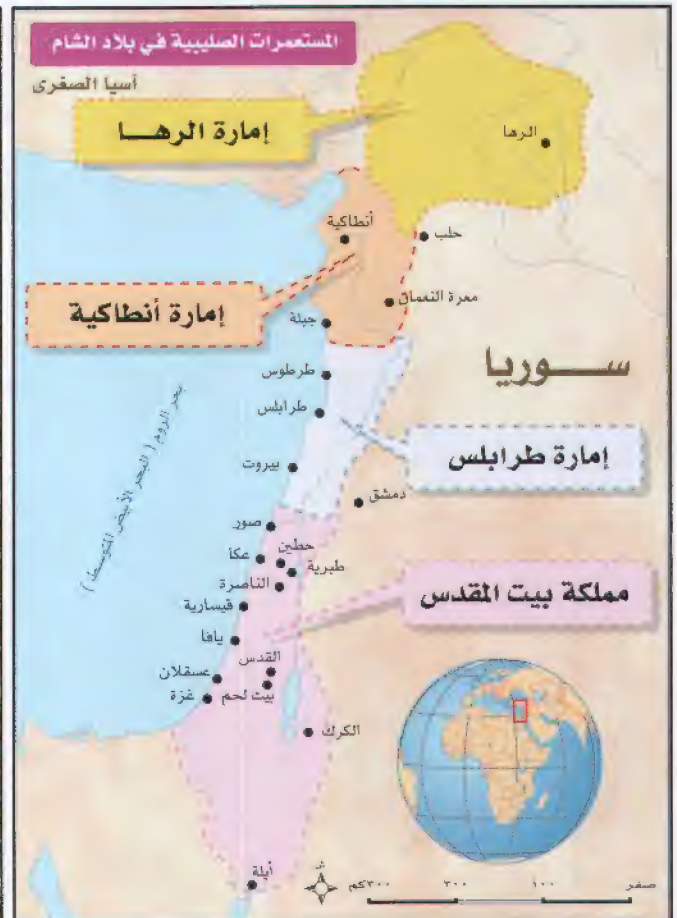 المستعمرات الصليبية في بلاد الشام
آسيا الصغرى
إمارة الرهـــا
الرها
أنطاكية
حلب
معرة النعمان
إمارة أنطاكية
جبلة
ســـوريا
طرطوس
طرابلس
إمارة طرابلس
بيروت
دمشق
بحر الروم ( البحر الأبيض المتوسط )
صور
حطين
عكا
طبرية
الناصرة
مملكة بيت المقدس
قيسارية
يافا
القدس
عسقلان
بيت لحم
غزة
الكرك
أيلة
ش
صفر ١٠٠ ٢٠٠ ٣٠٠كم